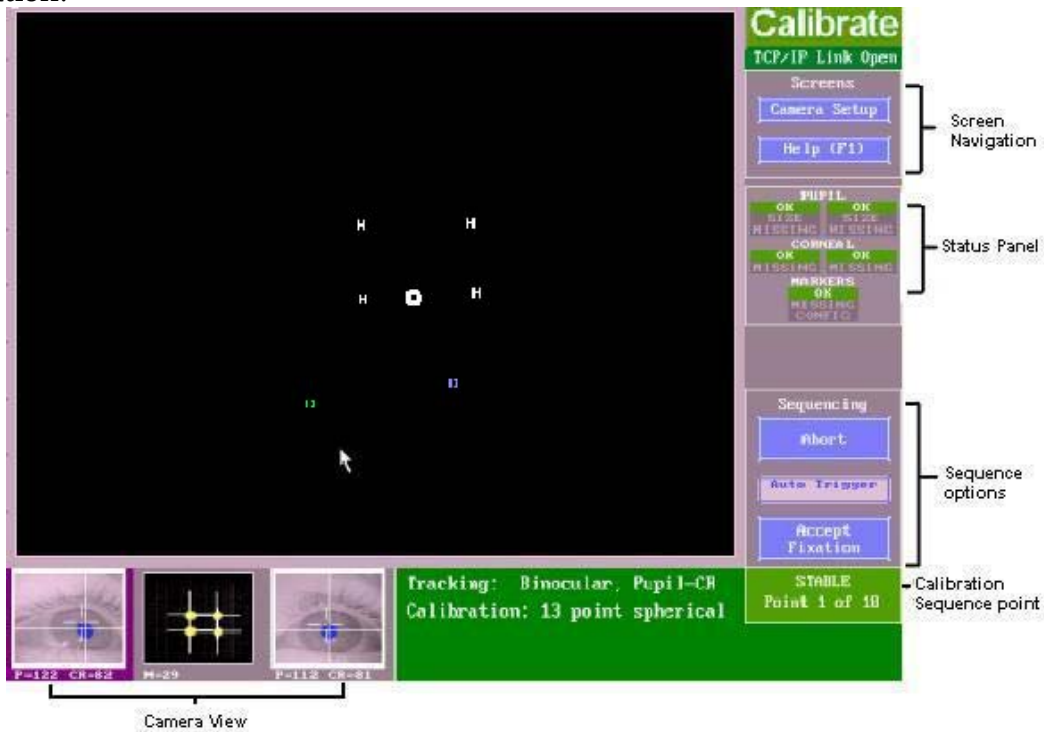 Calibrate
TCP/IP Link Open
Screens
Camera Setup
Help (F1)
Screen
Navigation
PUPIL
OK OK
SIZE SIZE
MISSING MISSING
CORNEAL
OK OK
MISSING MISSING
MARKERS
OK
MISSING
CONFIG
Status Panel
H H
H H
Sequencing
Abort
Auto Trigger
Accept
Fixation
Sequence
options
STABLE
Point 1 of 18
Calibration
Sequence point
Tracking: Binocular, Pupil-CR
Calibration: 13 point spherical
P=122 CR=82 M=29 P=112 CR=81
Camera View